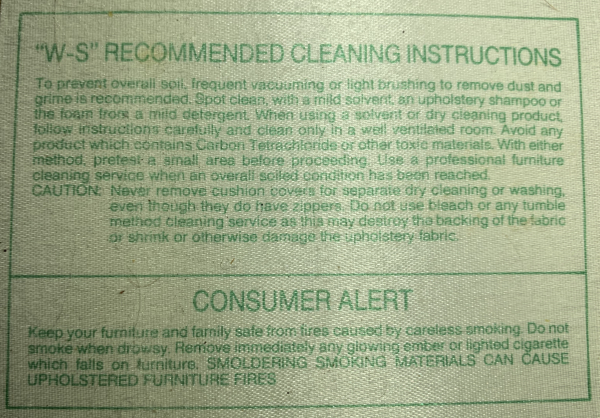 "W-S" RECOMMENDED CLEANING INSTRUCTIONS
To prevent overall soil, frequent vacuuming or light brushing to remove dust and
grime is recommended. Spot clean, with a mild solvent, an upholstery shampoo or
the foam from a mild detergent. When using a solvent or dry cleaning product,
follow instructions carefully and clean only in a well ventilated room. Avoid any
product which contains Carbon Tetrachloride or other toxic materials. With either
method, pretest a small area before proceeding. Use a professional furniture
cleaning service when an overall soiled condition has been reached.
CAUTION: Never remove cushion covers for separate dry cleaning or washing,
even though they do have zippers. Do not use bleach or any tumble
method cleaning service as this may destroy the backing of the fabric
or shrink or otherwise damage the upholstery fabric.
CONSUMER ALERT
Keep your furniture and family safe from fires caused by careless smoking. Do not
smoke when drowsy. Remove immediately any glowing ember or lighted cigarette
which falls on furniture. SMOLDERING SMOKING MATERIALS CAN CAUSE
UPHOLSTERED FURNITURE FIRES